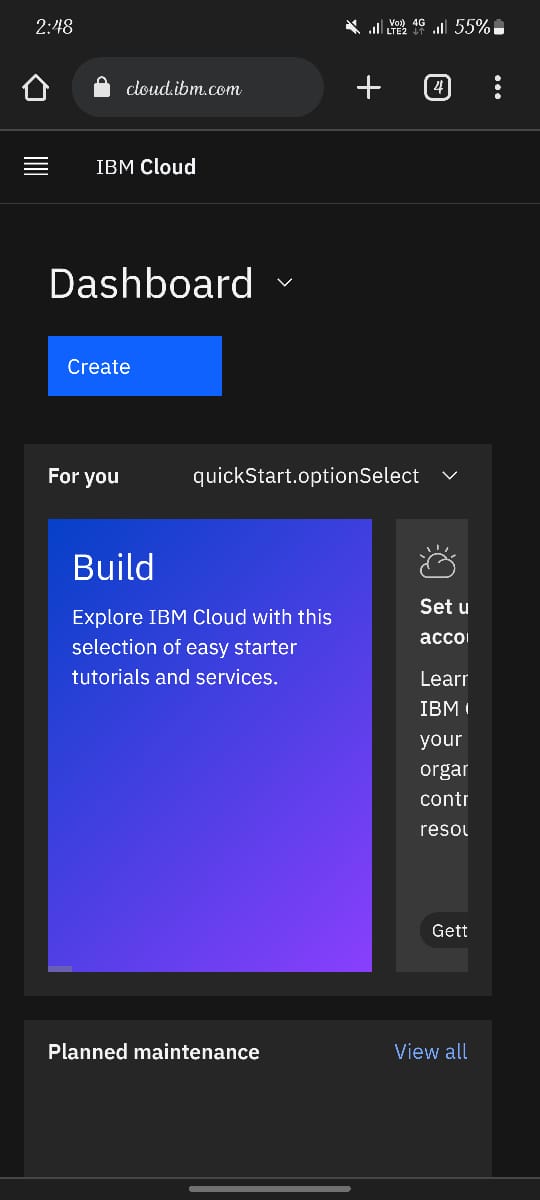 2:48
Vo)) LTE2 4G 55%
cloud.ibm.com
4
IBM Cloud
Dashboard
Create
For you
quickStart.optionSelect
Build
Explore IBM Cloud with this
selection of easy starter
tutorials and services.
Set u
acco
Lear
IBM
your
organ
contr
resou
Gett
Planned maintenance
View all